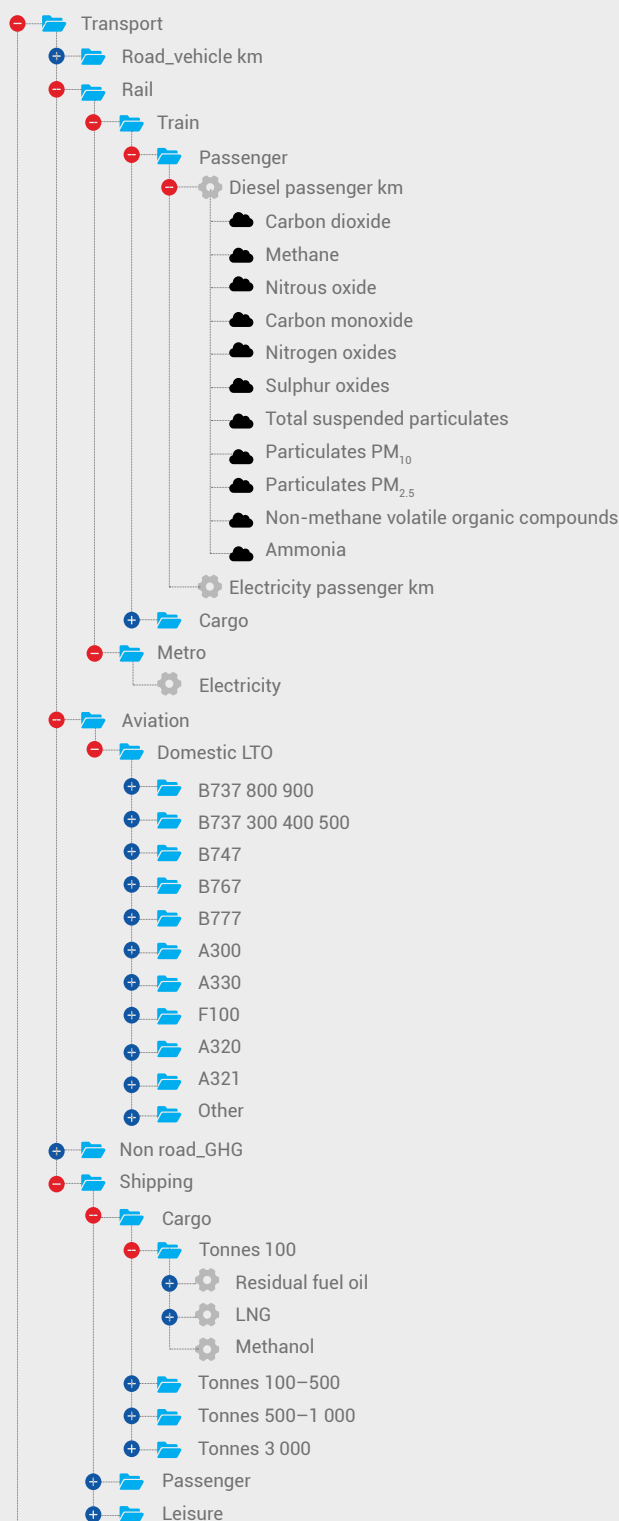 Transport
Road_vehicle km
Rail
Train
Passenger
Diesel passenger km
Carbon dioxide
Methane
Nitrous oxide
Carbon monoxide
Nitrogen oxides
Sulphur oxides
Total suspended particulates
Particulates PM10
Particulates PM2.5
Non-methane volatile organic compounds
Ammonia
Electricity passenger km
Cargo
Metro
Electricity
Aviation
Domestic LTO
B737 800 900
B737 300 400 500
B747
B767
B777
A300
A330
F100
A320
A321
Other
Non road_GHG
Shipping
Cargo
Tonnes 100
Residual fuel oil
LNG
Methanol
Tonnes 100–500
Tonnes 500–1 000
Tonnes 3 000
Passenger
Leisure